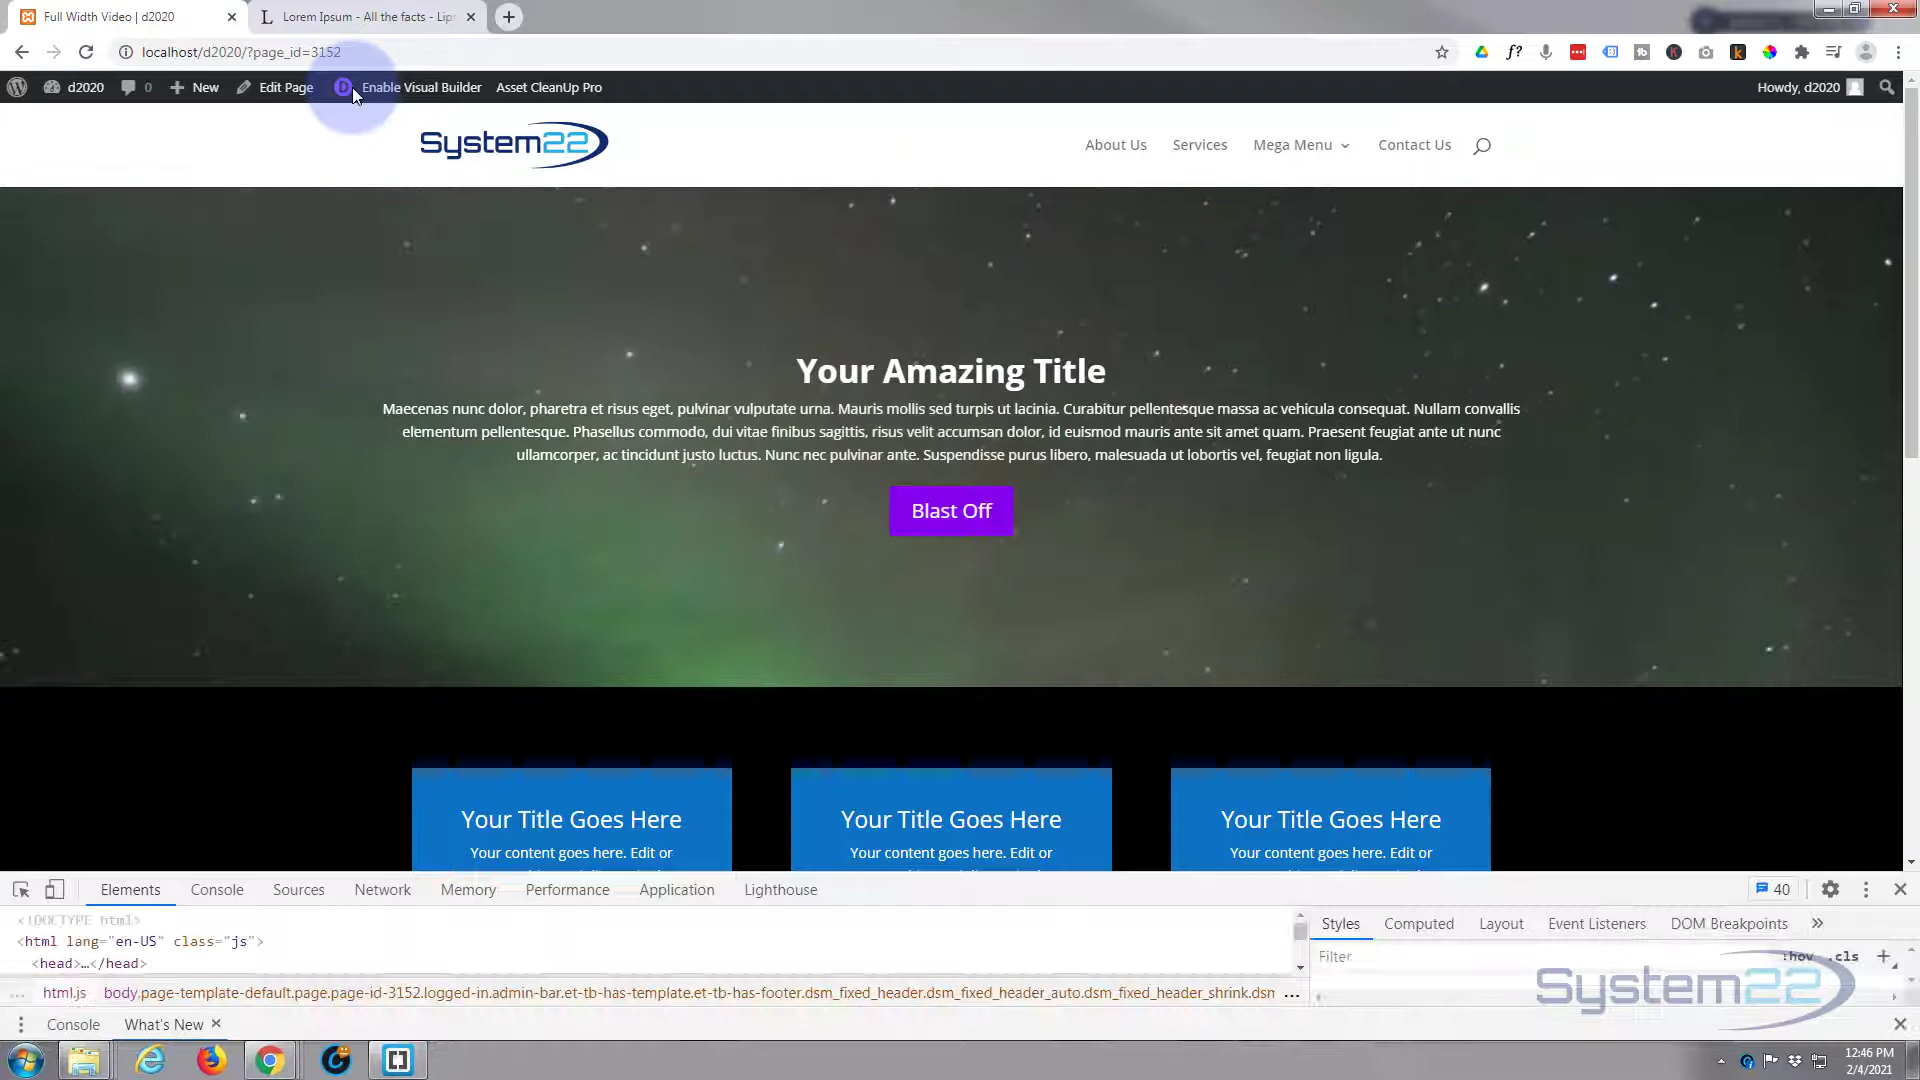 Full Width Video | d2020
Lorem Ipsum - All the facts - Lip
localhost/d2020/?page_id=3152
d2020
0
New
Edit Page
Enable Visual Builder
Asset CleanUp Pro
Howdy, d2020
System22
About Us
Services
Mega Menu
Contact Us
Your Amazing Title
Maecenas nunc dolor, pharetra et risus eget, pulvinar vulputate urna. Mauris mollis sed turpis ut lacinia. Curabitur pellentesque massa ac vehicula consequat. Nullam convallis
elementum pellentesque. Phasellus commodo, dui vitae finibus sagittis, risus velit accumsan dolor, id euismod mauris ante sit amet quam. Praesent feugiat ante ut nunc
ullamcorper, ac tincidunt justo luctus. Nunc nec pulvinar ante. Suspendisse purus libero, malesuada ut lobortis vel, feugiat non ligula.
Blast Off
Your Title Goes Here
Your content goes here. Edit or
Your Title Goes Here
Your content goes here. Edit or
Your Title Goes Here
Your content goes here. Edit or
Elements
Console
Sources
Network
Memory
Performance
Application
Lighthouse
40
<!DOCTYPE html>
<html lang="en-US" class="js">
<head>…</head>
Styles
Computed
Layout
Event Listeners
DOM Breakpoints
Filter
:hov
.cls
... html.js body.page-template-default.page.page-id-3152.logged-in.admin-bar.et-tb-has-template.et-tb-has-footer.dsm_fixed_header.dsm_fixed_header_auto.dsm_fixed_header_shrink.dsm ...
System22
Console
What's New
12:46 PM
2/4/2021